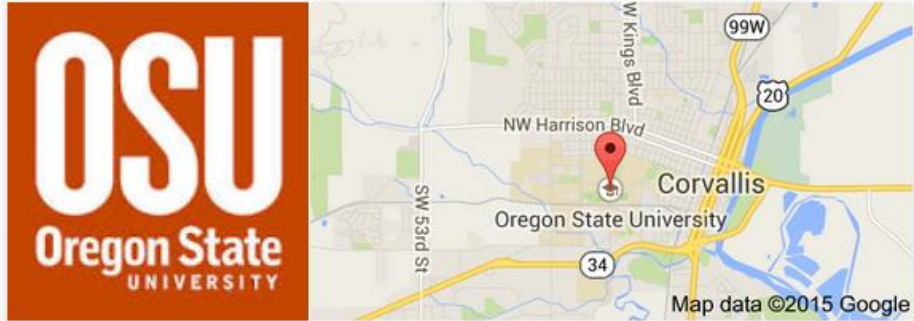 OSU
Oregon State
UNIVERSITY
99W
W Kings Blvd
20
NW Harrison Blvd
SW 53rd St
Corvallis
Oregon State University
34
Map data ©2015 Google